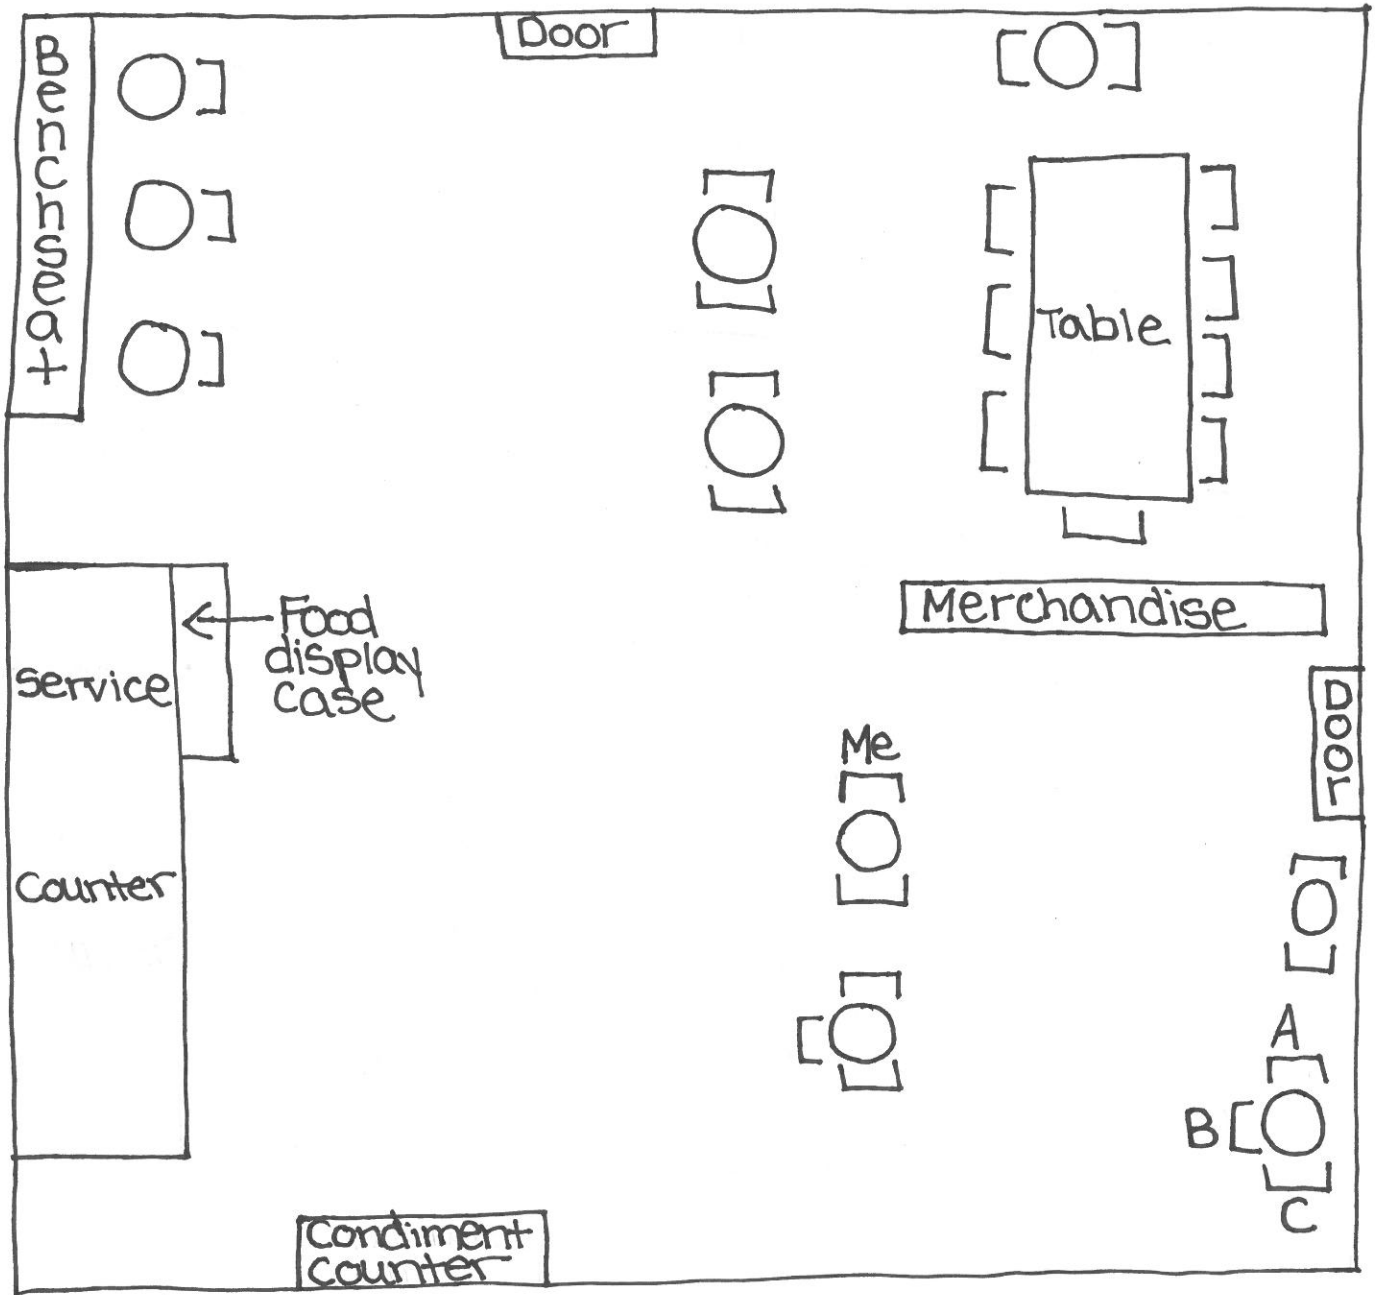 Benchseat
Door
Table
Merchandise
Food
display
case
Service
Counter
Door
Me
A
B
C
Condiment
Counter